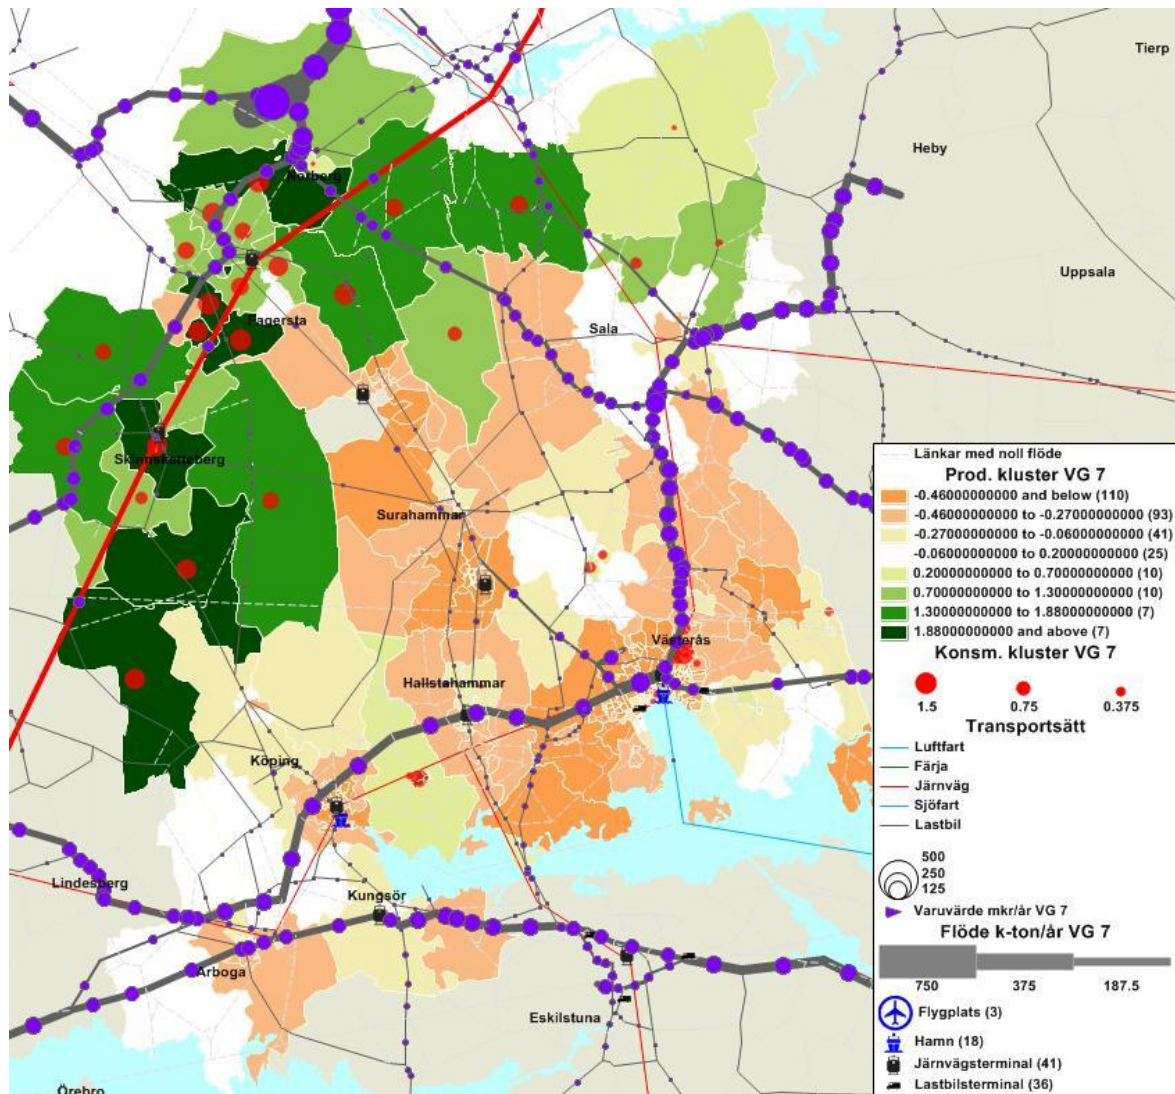 Tierp
Heby
Norberg
Uppsala
Fagersta
Sala
Skinnskatteberg
Surahammar
Västerås
Hallstahammar
Köping
Lindesberg
Kungsör
Arboga
Eskilstuna
Örebro
Länkar med noll flöde
Prod. kluster VG 7
-0.46000000000 and below (110)
-0.46000000000 to -0.27000000000 (93)
-0.27000000000 to -0.06000000000 (41)
-0.06000000000 to 0.20000000000 (25)
0.20000000000 to 0.70000000000 (10)
0.70000000000 to 1.30000000000 (10)
1.30000000000 to 1.88000000000 (7)
1.88000000000 and above (7)
Konsm. kluster VG 7
1.5 0.75 0.375
Transportsätt
Luftfart
Färja
Järnväg
Sjöfart
Lastbil
500
250
125
Varuvärde mkr/år VG 7
Flöde k-ton/år VG 7
750 375 187.5
Flygplats (3)
Hamn (18)
Järnvägsterminal (41)
Lastbilsterminal (36)